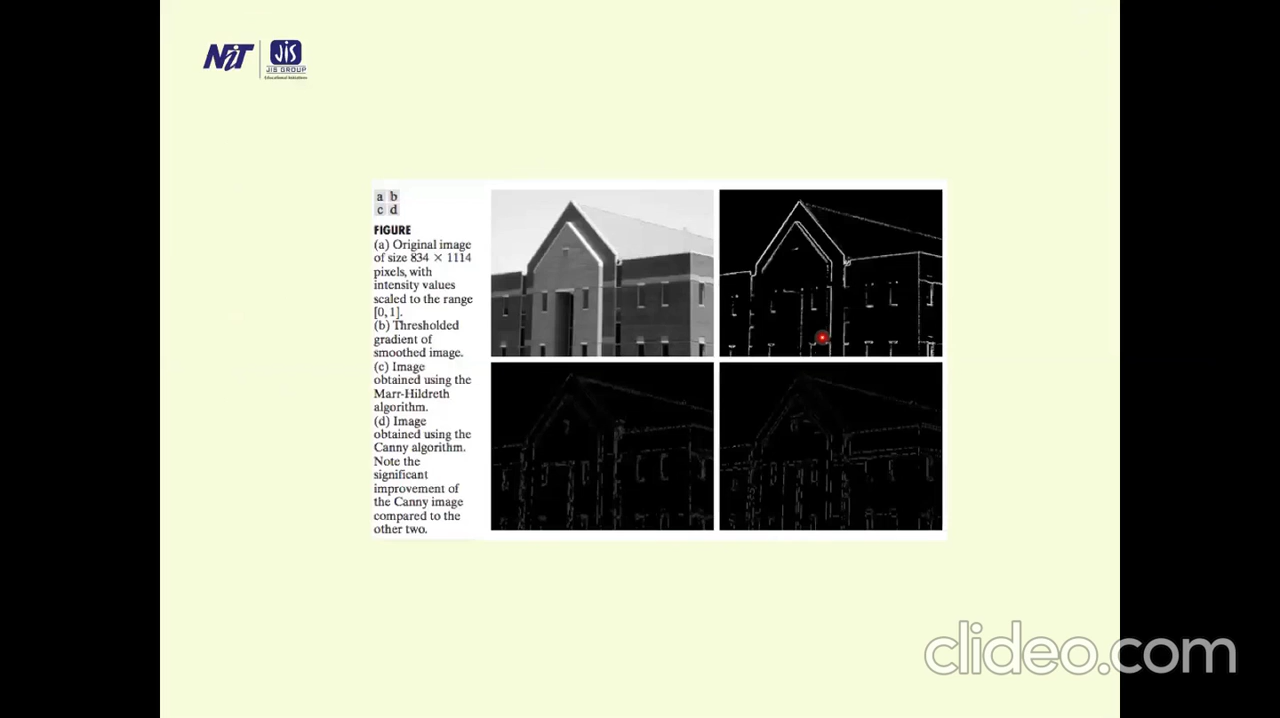 NiT
JIS
JIS GROUP
Educational Initiatives
a b
c d
FIGURE
(a) Original image
of size 834 × 1114
pixels, with
intensity values
scaled to the range
[0, 1].
(b) Thresholded
gradient of
smoothed image.
(c) Image
obtained using the
Marr-Hildreth
algorithm.
(d) Image
obtained using the
Canny algorithm.
Note the
significant
improvement of
the Canny image
compared to the
other two.
clideo.com